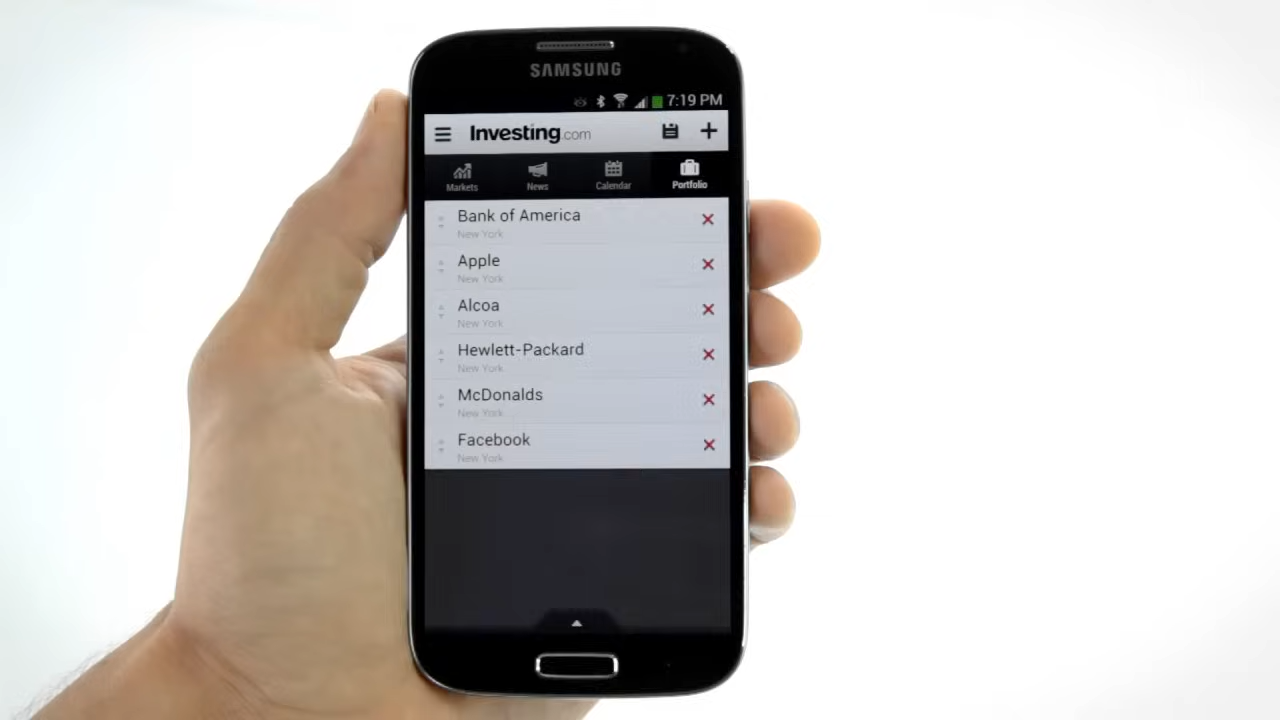 SAMSUNG
7:19 PM
Investing.com
Markets News Calendar Portfolio
Bank of America
New York
Apple
New York
Alcoa
New York
Hewlett-Packard
New York
McDonalds
New York
Facebook
New York